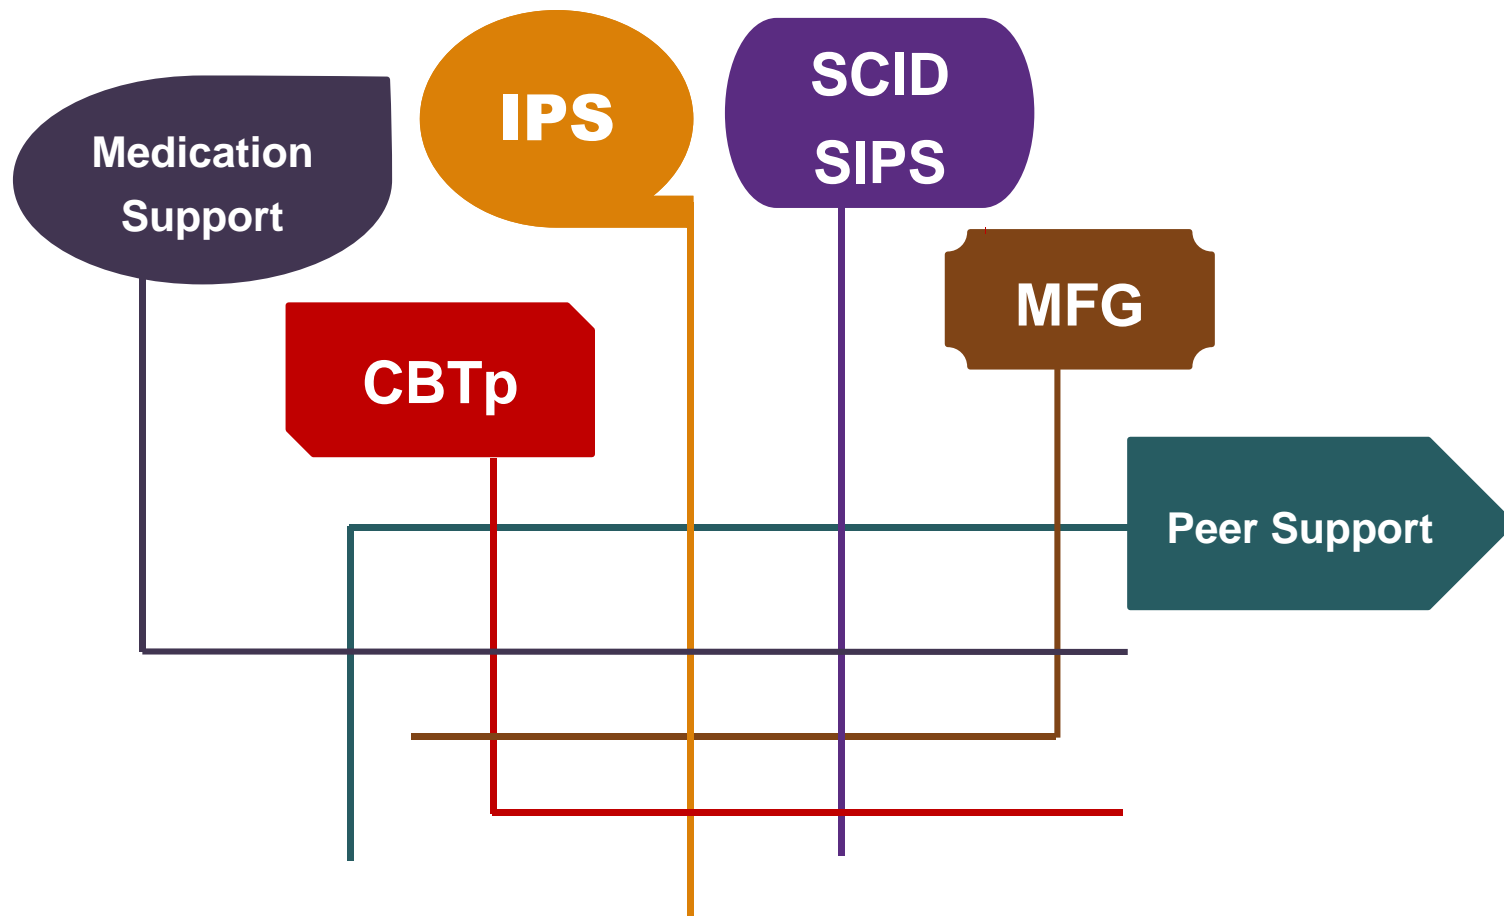 Medication
Support
IPS
SCID
SIPS
CBTp
MFG
Peer Support